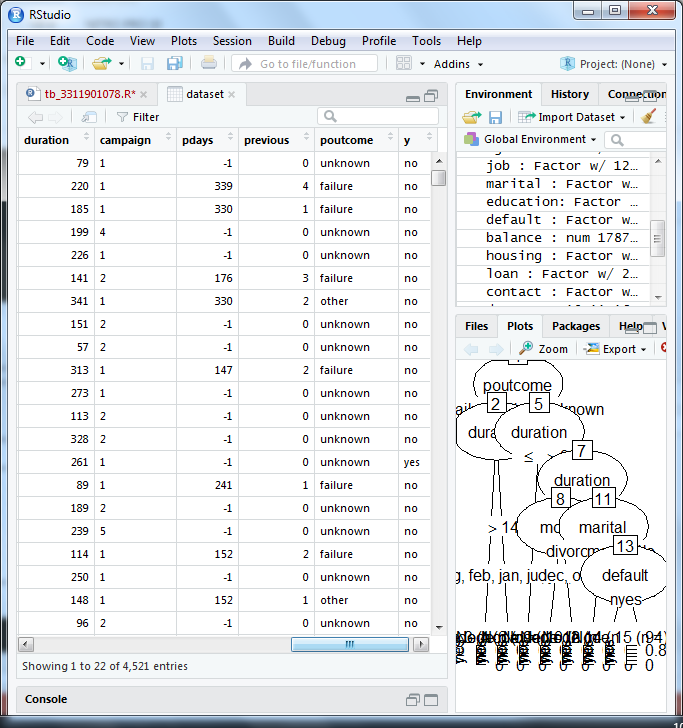 RStudio
File Edit Code View Plots Session Build Debug Profile Tools Help
Go to file/function Addins Project: (None)
tb_3311901078.R* dataset
Filter
duration campaign pdays previous poutcome y
79 1 -1 0 unknown no
220 1 339 4 failure no
185 1 330 1 failure no
199 4 -1 0 unknown no
226 1 -1 0 unknown no
141 2 176 3 failure no
341 1 330 2 other no
151 2 -1 0 unknown no
57 2 -1 0 unknown no
313 1 147 2 failure no
273 1 -1 0 unknown no
113 2 -1 0 unknown no
328 2 -1 0 unknown no
261 1 -1 0 unknown yes
89 1 241 1 failure no
189 2 -1 0 unknown no
239 5 -1 0 unknown no
114 1 152 2 failure no
250 1 -1 0 unknown no
148 1 152 1 other no
96 2 -1 0 unknown no
Showing 1 to 22 of 4,521 entries
Console
Environment History Connection
Import Dataset
Global Environment
job : Factor w/ 12…
marital : Factor w…
education: Factor …
default : Factor w…
balance : num 1787…
housing : Factor w…
loan : Factor w/ 2…
contact : Factor w…
Files Plots Packages Help V
Zoom Export
poutcome
2 5
duration
≤ >
7
duration
8 11
> 14 marital
13
default